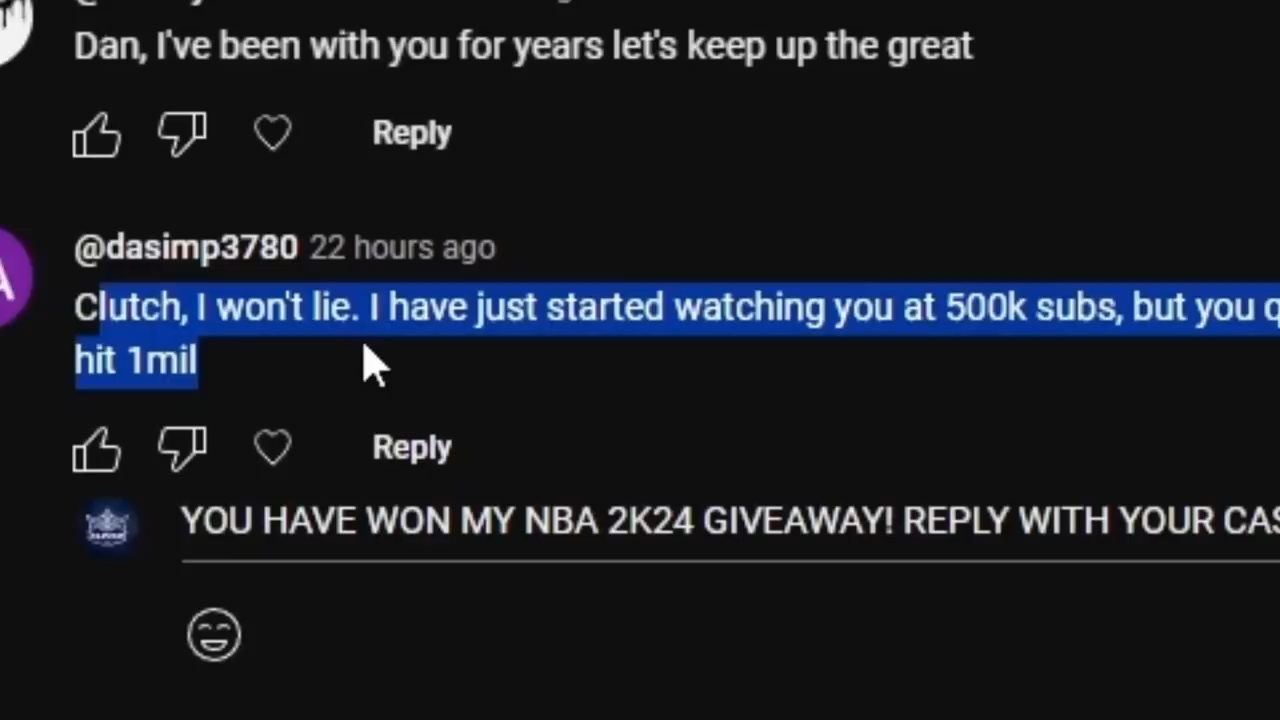 Dan, I've been with you for years let's keep up the great
Reply
@dasimp3780 22 hours ago
Clutch, I won't lie. I have just started watching you at 500k subs, but you
hit 1mil
Reply
YOU HAVE WON MY NBA 2K24 GIVEAWAY! REPLY WITH YOUR